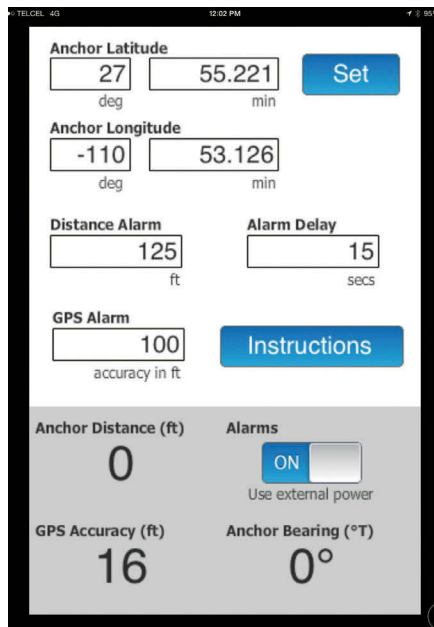 TELCEL 4G 12:02 PM 95
Anchor Latitude
27 55.221 Set
deg min
Anchor Longitude
-110 53.126
deg min
Distance Alarm Alarm Delay
125 15
ft secs
GPS Alarm
100 Instructions
accuracy in ft
Anchor Distance (ft) Alarms
0 ON
Use external power
GPS Accuracy (ft) Anchor Bearing (°T)
16 0°